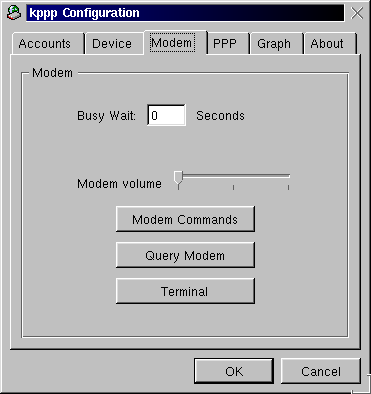 kppp Configuration
Accounts Device Modem PPP Graph About
Modem
Busy Wait: 0 Seconds
Modem volume
Modem Commands
Query Modem
Terminal
OK Cancel